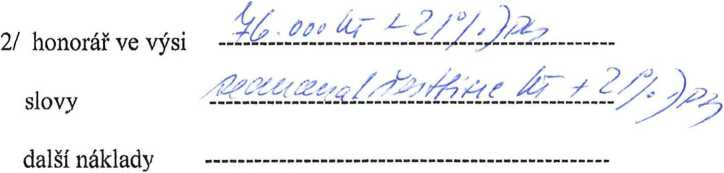 2/ honorář ve výši 76.000 Kč + 21% DPH
slovy Kč + 21% DPH
další náklady